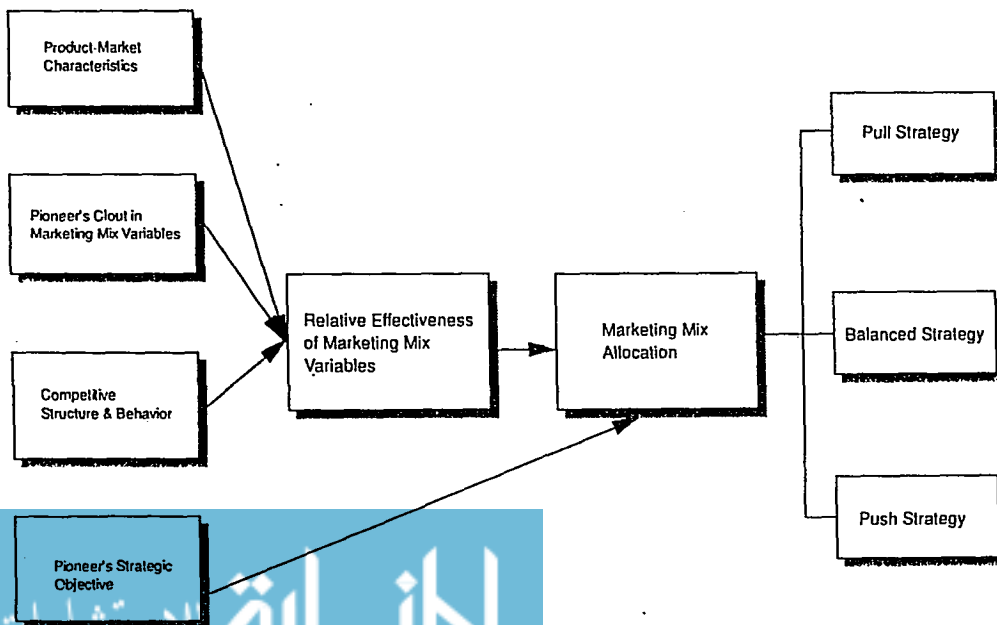 Product-Market
Characteristics
Pioneer's Clout in
Marketing Mix Variables
Competitive
Structure & Behavior
Pioneer's Strategic
Objective
Relative Effectiveness
of Marketing Mix
Variables
Marketing Mix
Allocation
Pull Strategy
Balanced Strategy
Push Strategy